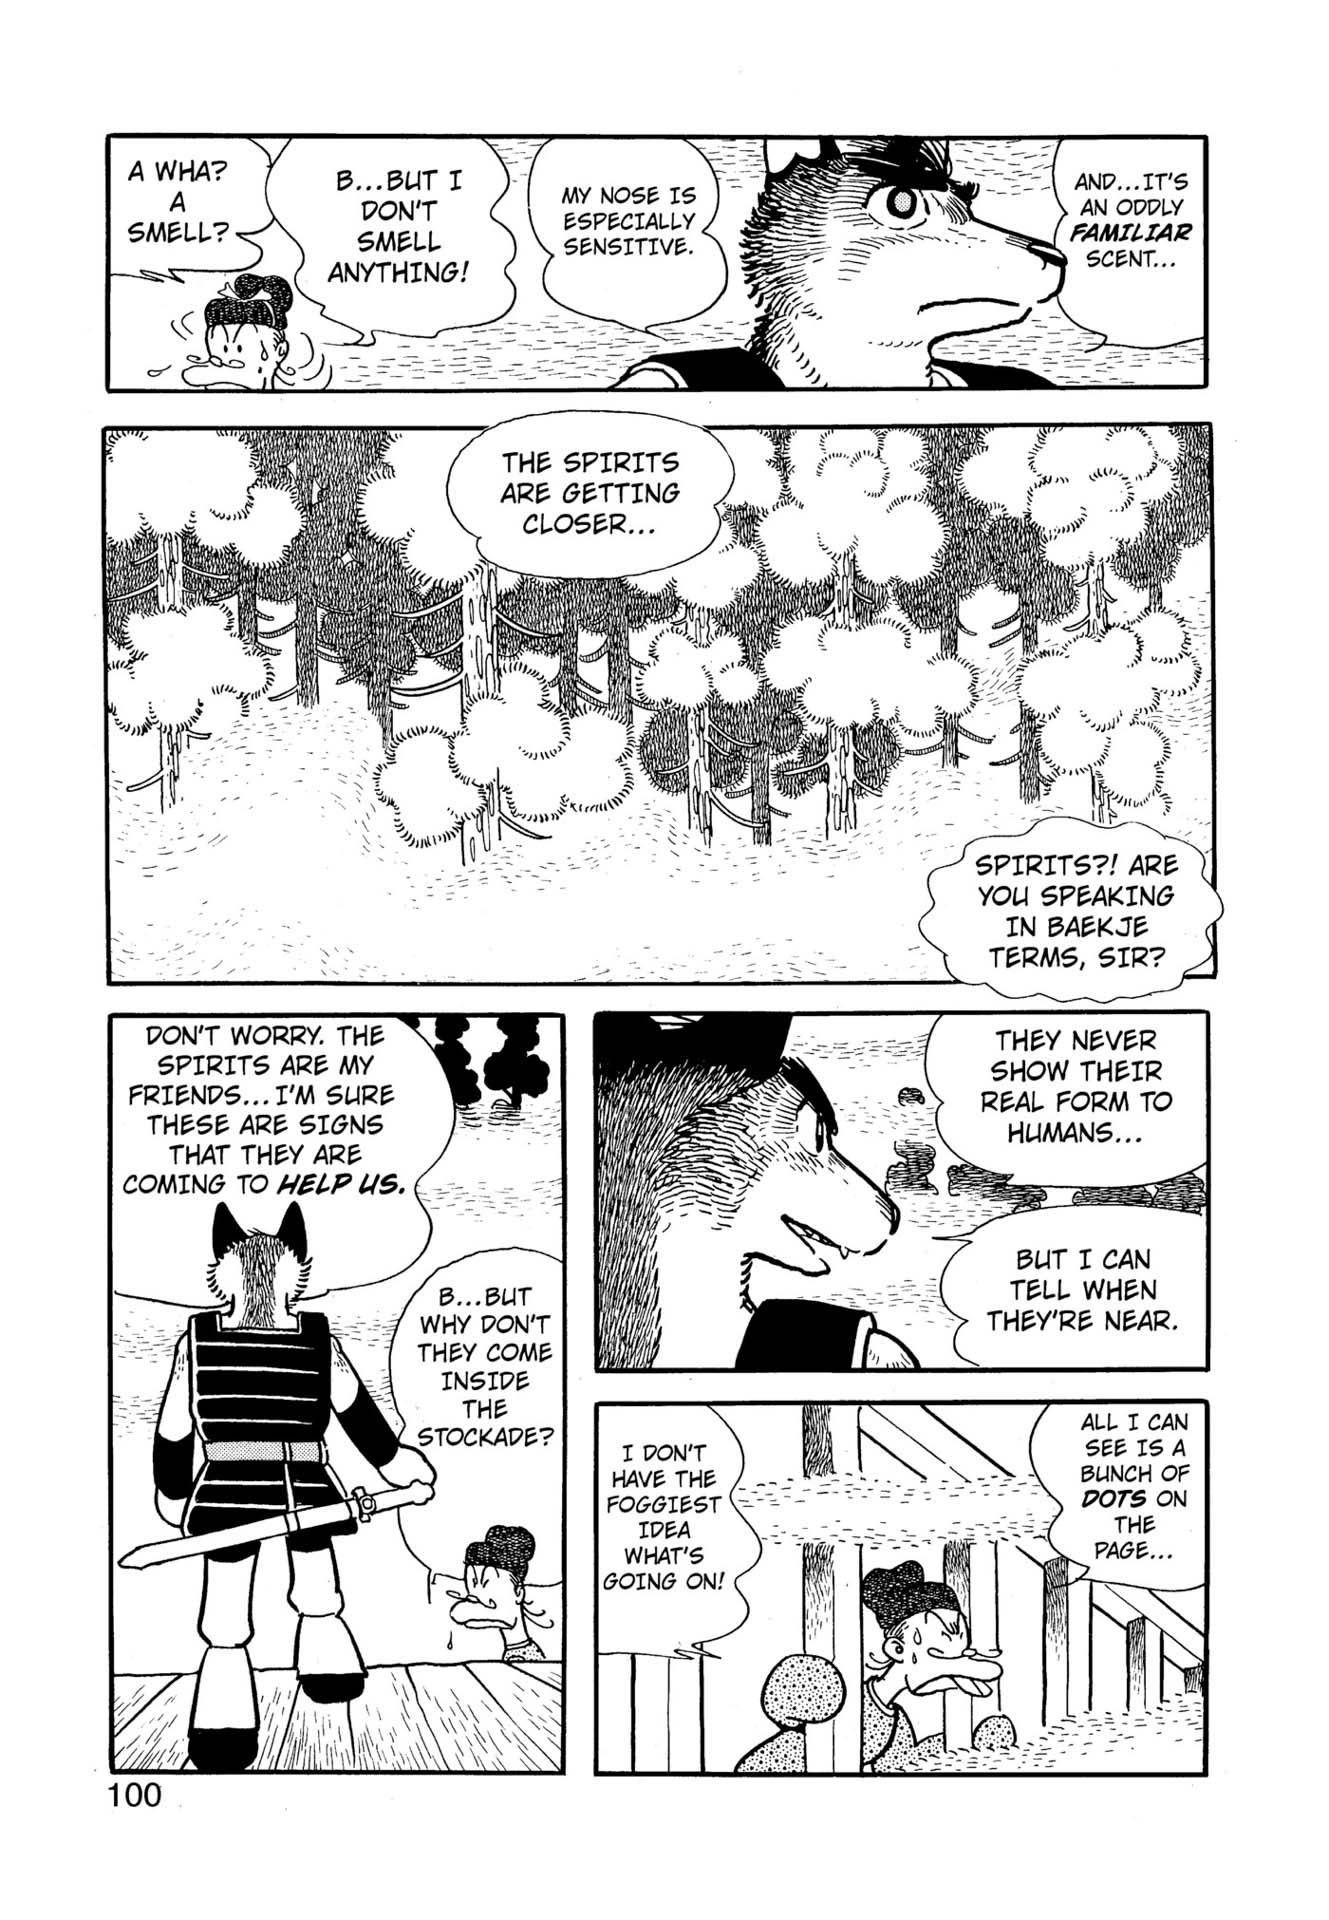 A WHA?
A
SMELL?
B...BUT I
DON'T
SMELL
ANYTHING!
MY NOSE IS
ESPECIALLY
SENSITIVE.
AND...IT'S
AN ODDLY
FAMILIAR
SCENT...
THE SPIRITS
ARE GETTING
CLOSER...
SPIRITS?! ARE
YOU SPEAKING
IN BAEKJE
TERMS, SIR?
DON'T WORRY. THE
SPIRITS ARE MY
FRIENDS...I'M SURE
THESE ARE SIGNS
THAT THEY ARE
COMING TO HELP US.
B...BUT
WHY DON'T
THEY COME
INSIDE
THE
STOCKADE?
THEY NEVER
SHOW THEIR
REAL FORM TO
HUMANS...
BUT I CAN
TELL WHEN
THEY'RE NEAR.
I DON'T
HAVE THE
FOGGIEST
IDEA
WHAT'S
GOING ON!
ALL I CAN
SEE IS A
BUNCH OF
DOTS ON
THE
PAGE...
100